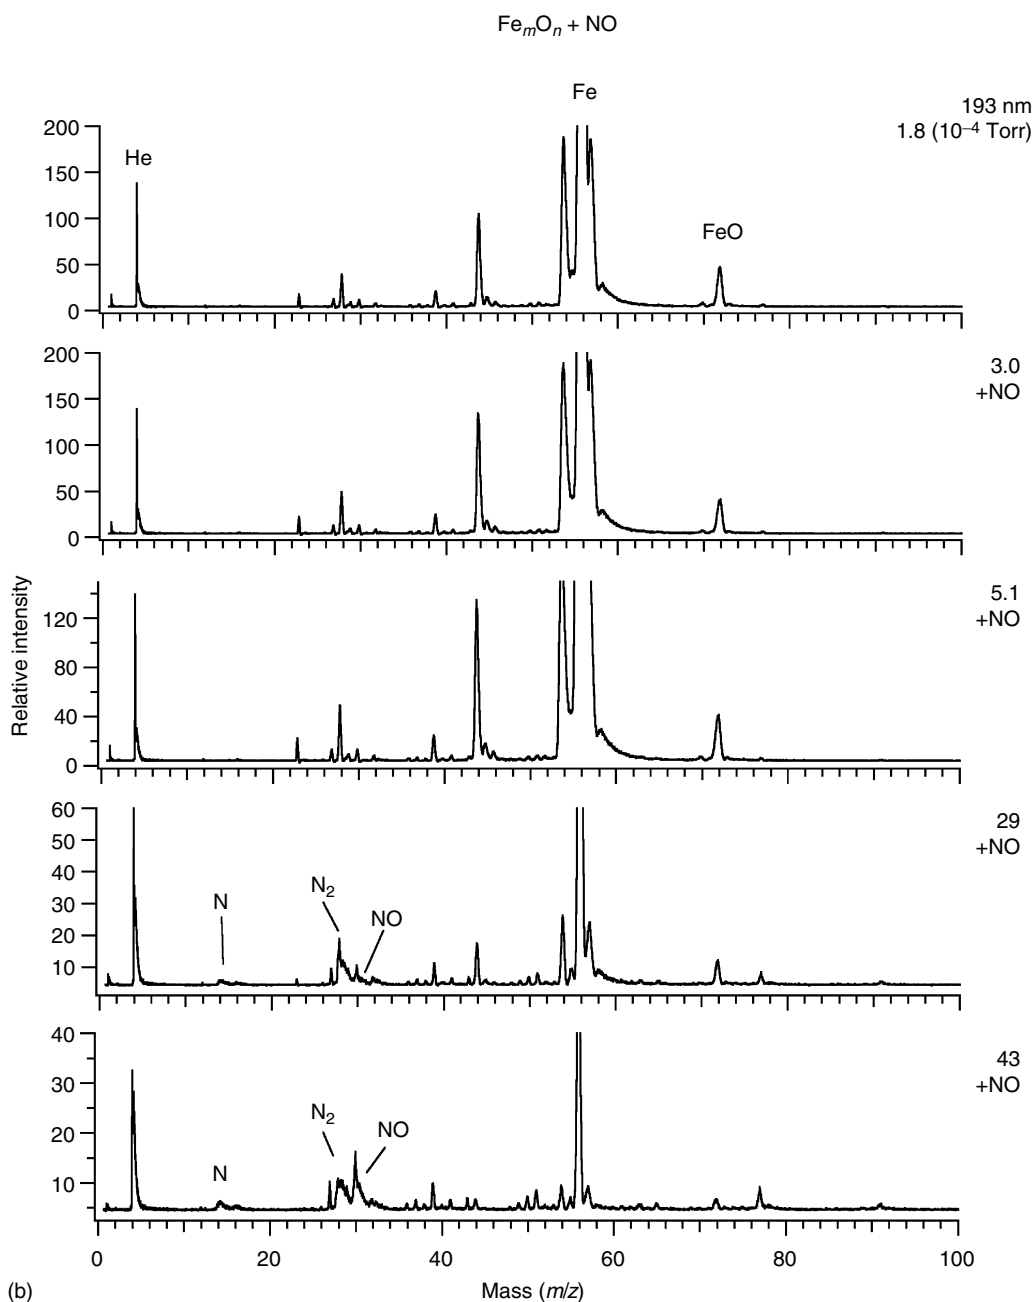 Fe_mO_n + NO
Fe
193 nm
1.8 (10⁻⁴ Torr)
200
He
150
100
FeO
50
0
200
3.0
+NO
150
100
50
0
5.1
+NO
120
80
40
0
Relative intensity
60
29
+NO
50
40
N₂
30
N
NO
20
10
40
43
+NO
30
N₂
NO
20
N
10
0 20 40 60 80 100
(b)
Mass (m/z)